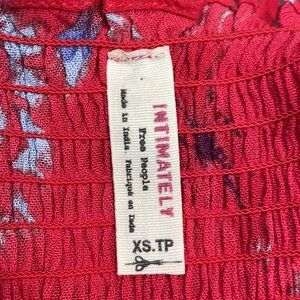 INTIMATELY
Free People
Made in India Fabriqué en Inde
XS.TP